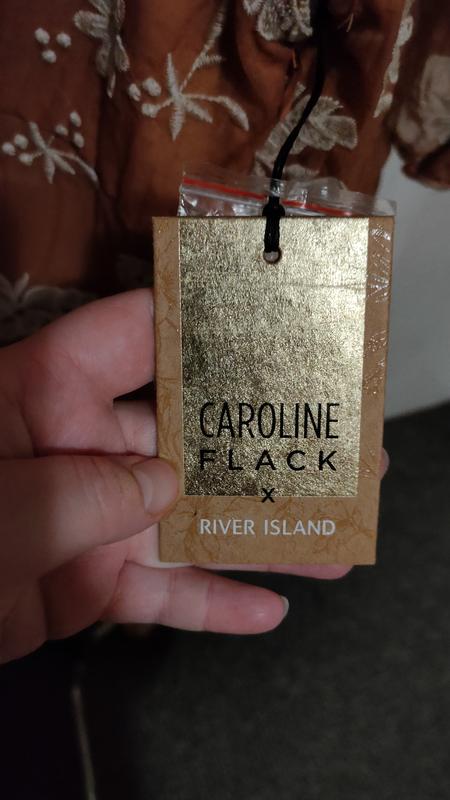 CAROLINE
FLACK
x
RIVER ISLAND